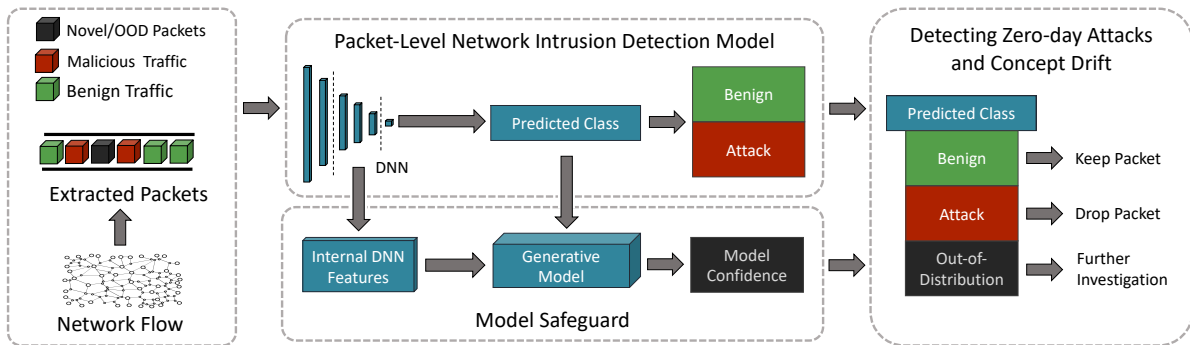 Novel/OOD Packets
Malicious Traffic
Benign Traffic
Extracted Packets
Network Flow
Packet-Level Network Intrusion Detection Model
DNN
Predicted Class
Benign
Attack
Internal DNN
Features
Generative
Model
Model
Confidence
Model Safeguard
Detecting Zero-day Attacks
and Concept Drift
Predicted Class
Benign
Keep Packet
Attack
Drop Packet
Out-of-
Distribution
Further
Investigation